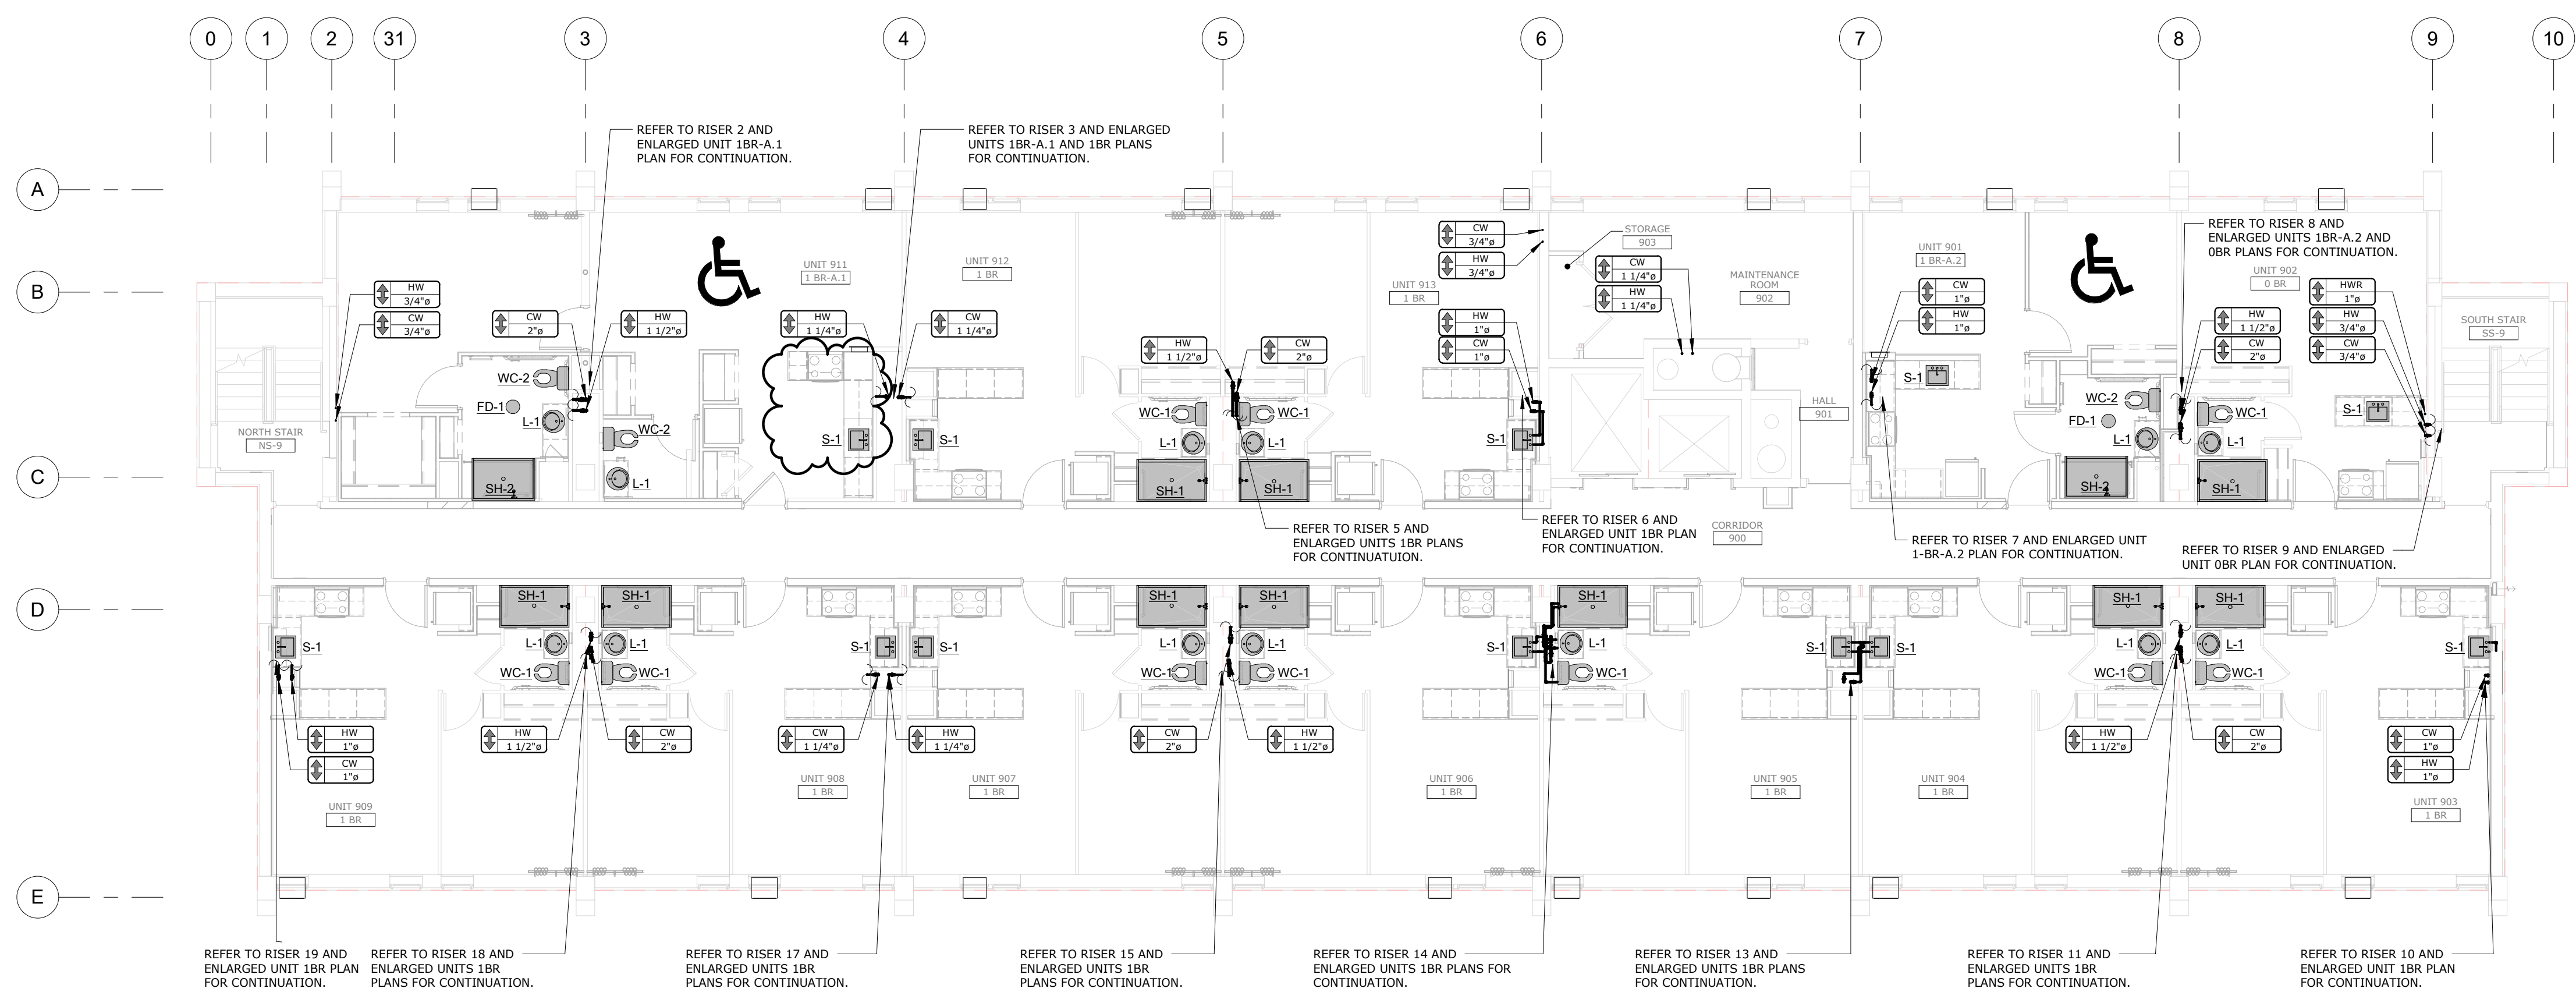 0
1
2
31
3
4
5
6
7
8
9
10
A
B
C
D
E
REFER TO RISER 2 AND
ENLARGED UNIT 1BR-A.1
PLAN FOR CONTINUATION.
REFER TO RISER 3 AND ENLARGED
UNITS 1BR-A.1 AND 1BR PLANS
FOR CONTINUATION.
REFER TO RISER 8 AND
ENLARGED UNITS 1BR-A.2 AND
0BR PLANS FOR CONTINUATION.
HW
3/4"ø
CW
3/4"ø
CW
2"ø
HW
1 1/2"ø
UNIT 911
1 BR-A.1
HW
1 1/4"ø
CW
1 1/4"ø
UNIT 912
1 BR
HW
1 1/2"ø
CW
2"ø
UNIT 913
1 BR
CW
3/4"ø
HW
3/4"ø
HW
1"ø
CW
1"ø
STORAGE
903
CW
1 1/4"ø
HW
1 1/4"ø
MAINTENANCE
ROOM
902
HALL
901
UNIT 901
1 BR-A.2
CW
1"ø
HW
1"ø
UNIT 902
0 BR
HW
1 1/2"ø
CW
2"ø
HWR
1"ø
HW
3/4"ø
CW
3/4"ø
SOUTH STAIR
SS-9
NORTH STAIR
NS-9
WC-2
FD-1
L-1
SH-2
WC-2
L-1
S-1
S-1
WC-1
L-1
SH-1
WC-1
L-1
SH-1
S-1
S-1
WC-2
FD-1
L-1
SH-2
WC-1
L-1
SH-1
S-1
REFER TO RISER 5 AND
ENLARGED UNITS 1BR PLANS
FOR CONTINUATUION.
REFER TO RISER 6 AND
ENLARGED UNIT 1BR PLAN
FOR CONTINUATION.
CORRIDOR
900
REFER TO RISER 7 AND ENLARGED UNIT
1-BR-A.2 PLAN FOR CONTINUATION.
REFER TO RISER 9 AND ENLARGED
UNIT 0BR PLAN FOR CONTINUATION.
S-1
SH-1
L-1
WC-1
SH-1
L-1
WC-1
S-1
S-1
SH-1
L-1
WC-1
SH-1
L-1
WC-1
S-1
SH-1
L-1
WC-1
S-1
S-1
SH-1
L-1
WC-1
SH-1
L-1
WC-1
S-1
HW
1"ø
CW
1"ø
UNIT 909
1 BR
HW
1 1/2"ø
CW
2"ø
CW
1 1/4"ø
HW
1 1/4"ø
UNIT 908
1 BR
UNIT 907
1 BR
CW
2"ø
HW
1 1/2"ø
UNIT 906
1 BR
UNIT 905
1 BR
UNIT 904
1 BR
HW
1 1/2"ø
CW
2"ø
CW
1"ø
HW
1"ø
UNIT 903
1 BR
REFER TO RISER 19 AND
ENLARGED UNIT 1BR PLAN
FOR CONTINUATION.
REFER TO RISER 18 AND
ENLARGED UNITS 1BR
PLANS FOR CONTINUATION.
REFER TO RISER 17 AND
ENLARGED UNITS 1BR
PLANS FOR CONTINUATION.
REFER TO RISER 15 AND
ENLARGED UNITS 1BR
PLANS FOR CONTINUATION.
REFER TO RISER 14 AND
ENLARGED UNITS 1BR PLANS FOR
CONTINUATION.
REFER TO RISER 13 AND
ENLARGED UNITS 1BR PLANS
FOR CONTINUATION.
REFER TO RISER 11 AND
ENLARGED UNITS 1BR
PLANS FOR CONTINUATION.
REFER TO RISER 10 AND
ENLARGED UNIT 1BR PLAN
FOR CONTINUATION.